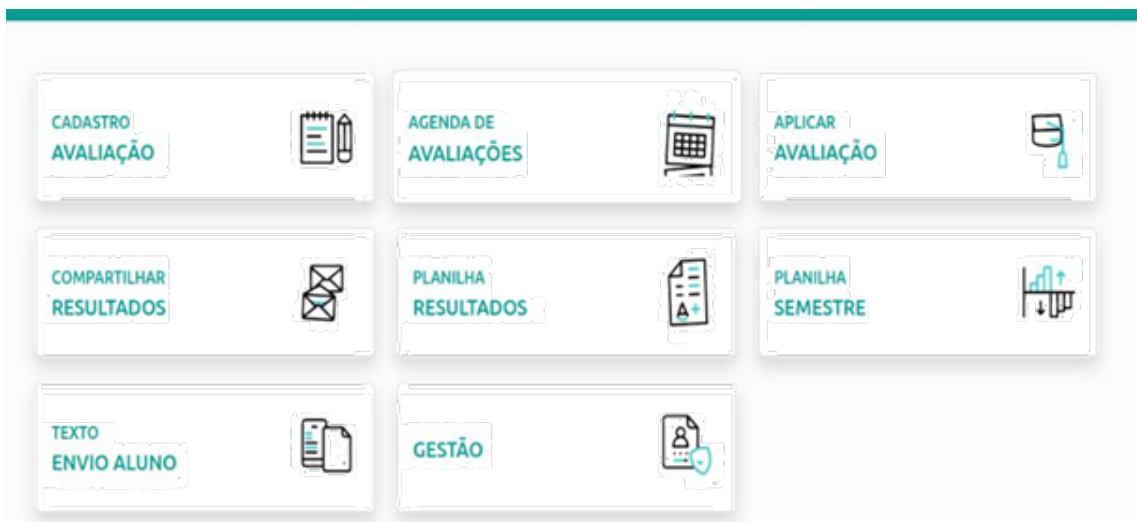 CADASTRO
AVALIAÇÃO
AGENDA DE
AVALIAÇÕES
APLICAR
AVALIAÇÃO
COMPARTILHAR
RESULTADOS
PLANILHA
RESULTADOS
PLANILHA
SEMESTRE
TEXTO
ENVIO ALUNO
GESTÃO